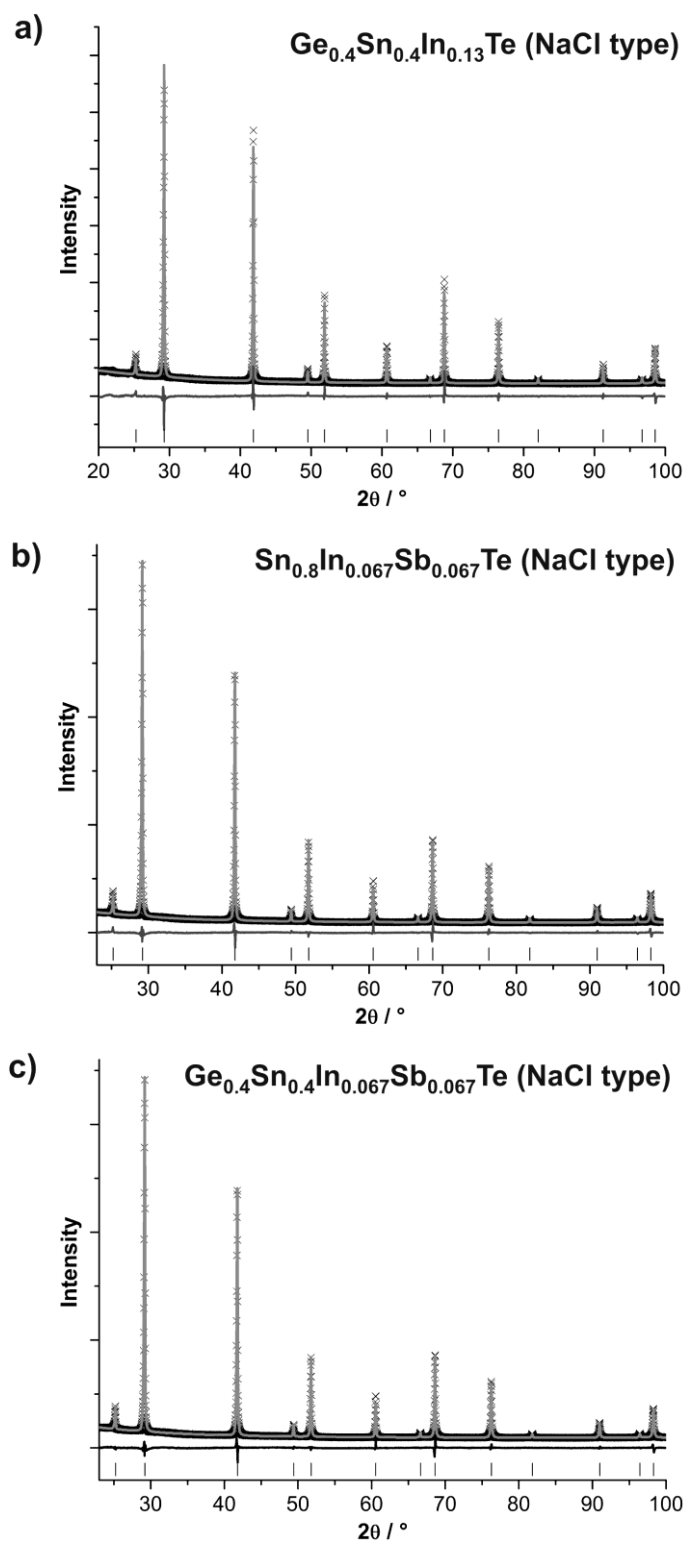 a)
Ge0.4Sn0.4In0.13Te (NaCl type)
Intensity
20 30 40 50 60 70 80 90 100
2θ / °
b)
Sn0.8In0.067Sb0.067Te (NaCl type)
Intensity
30 40 50 60 70 80 90 100
2θ / °
c)
Ge0.4Sn0.4In0.067Sb0.067Te (NaCl type)
Intensity
30 40 50 60 70 80 90 100
2θ / °